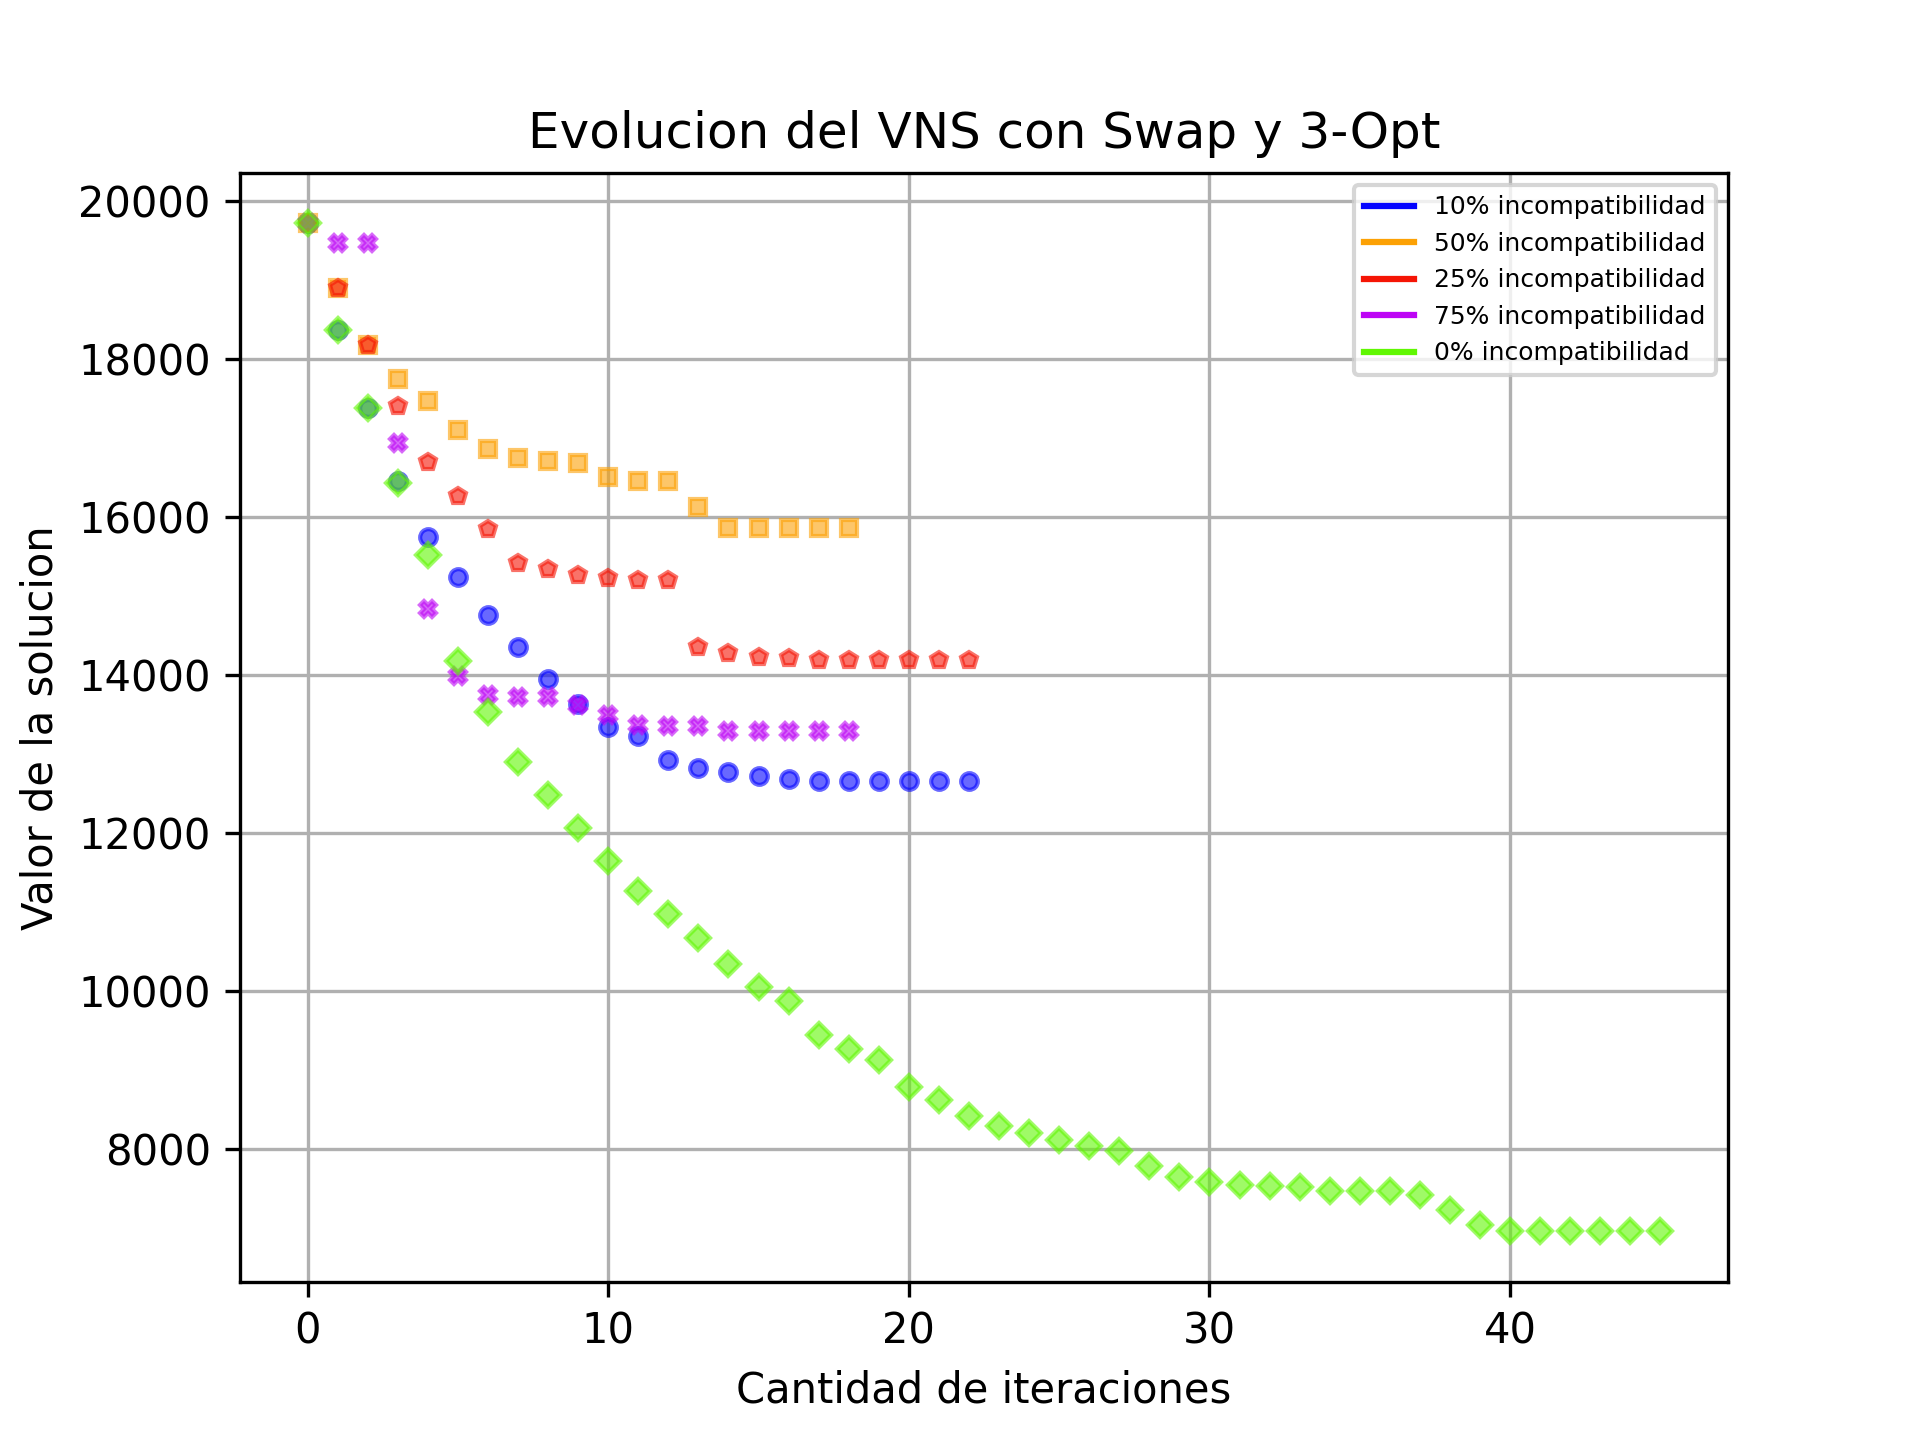 Evolucion del VNS con Swap y 3-Opt
20000
18000
16000
14000
12000
10000
8000
Valor de la solucion
10% incompatibilidad
50% incompatibilidad
25% incompatibilidad
75% incompatibilidad
0% incompatibilidad
0 10 20 30 40
Cantidad de iteraciones